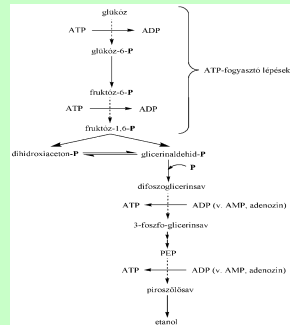 glükóz
ATP ADP
glükóz-6-P
ATP-fogyasztó lépések
fruktóz-6-P
ATP ADP
fruktóz-1,6-P
dihidroxiaceton-P glicerinaldehid-P
P
difoszoglicerinsav
ATP ADP (v. AMP, adenozin)
3-foszfo-glicerinsav
PEP
ATP ADP (v. AMP, adenozin)
piroszőlősav
etanol